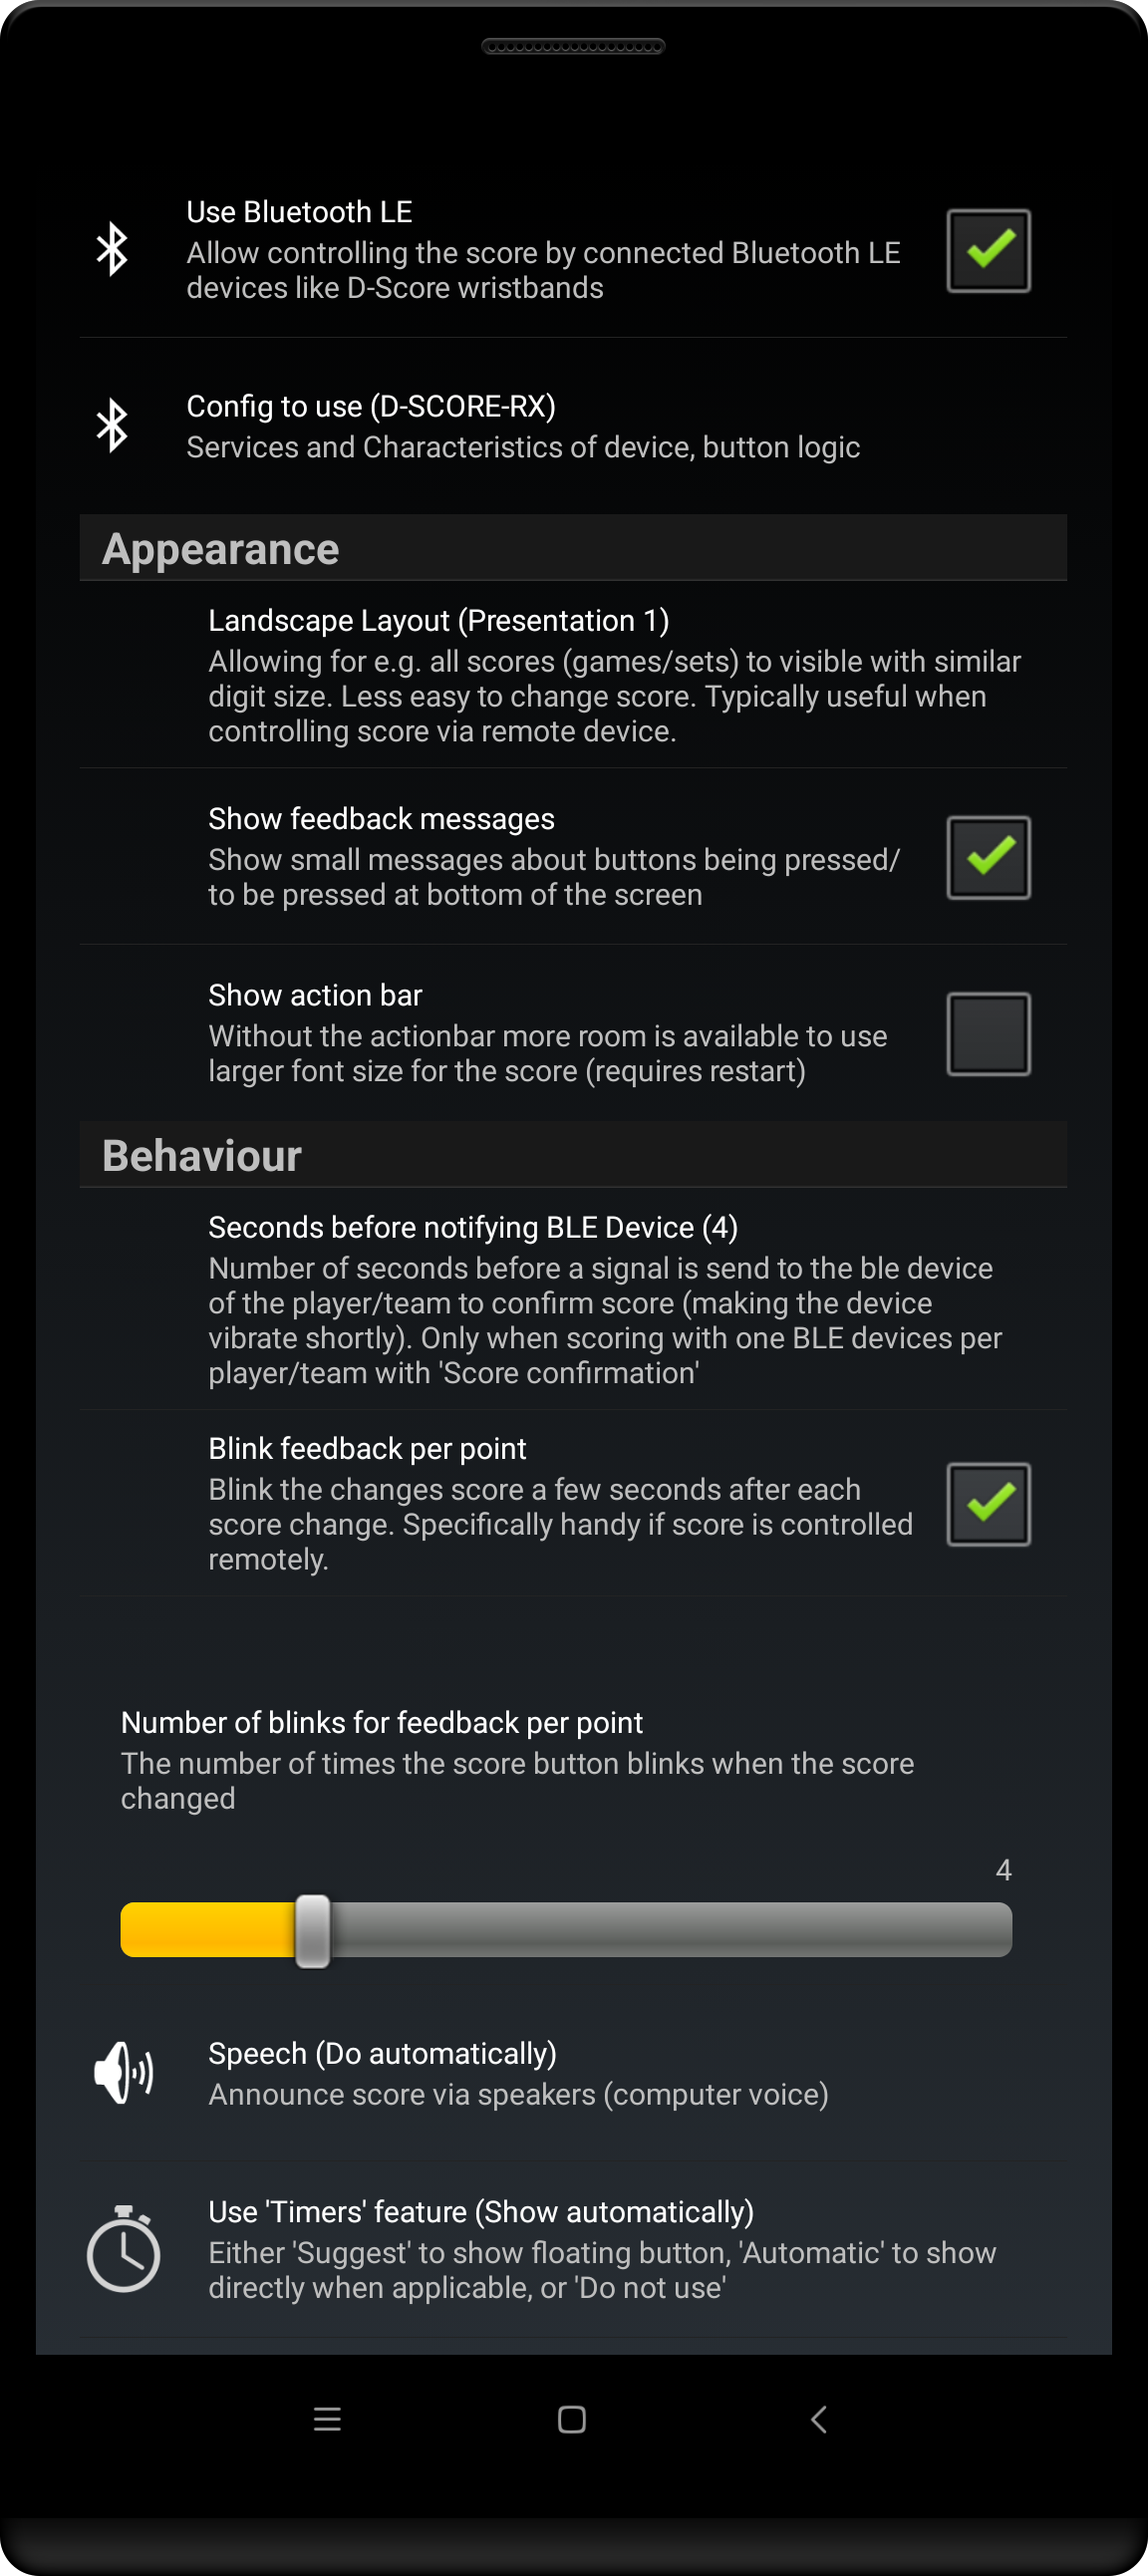 Use Bluetooth LE
Allow controlling the score by connected Bluetooth LE
devices like D-Score wristbands
Config to use (D-SCORE-RX)
Services and Characteristics of device, button logic
Appearance
Landscape Layout (Presentation 1)
Allowing for e.g. all scores (games/sets) to visible with similar
digit size. Less easy to change score. Typically useful when
controlling score via remote device.
Show feedback messages
Show small messages about buttons being pressed/
to be pressed at bottom of the screen
Show action bar
Without the actionbar more room is available to use
larger font size for the score (requires restart)
Behaviour
Seconds before notifying BLE Device (4)
Number of seconds before a signal is send to the ble device
of the player/team to confirm score (making the device
vibrate shortly). Only when scoring with one BLE devices per
player/team with 'Score confirmation'
Blink feedback per point
Blink the changes score a few seconds after each
score change. Specifically handy if score is controlled
remotely.
Number of blinks for feedback per point
The number of times the score button blinks when the score
changed
4
Speech (Do automatically)
Announce score via speakers (computer voice)
Use 'Timers' feature (Show automatically)
Either 'Suggest' to show floating button, 'Automatic' to show
directly when applicable, or 'Do not use'